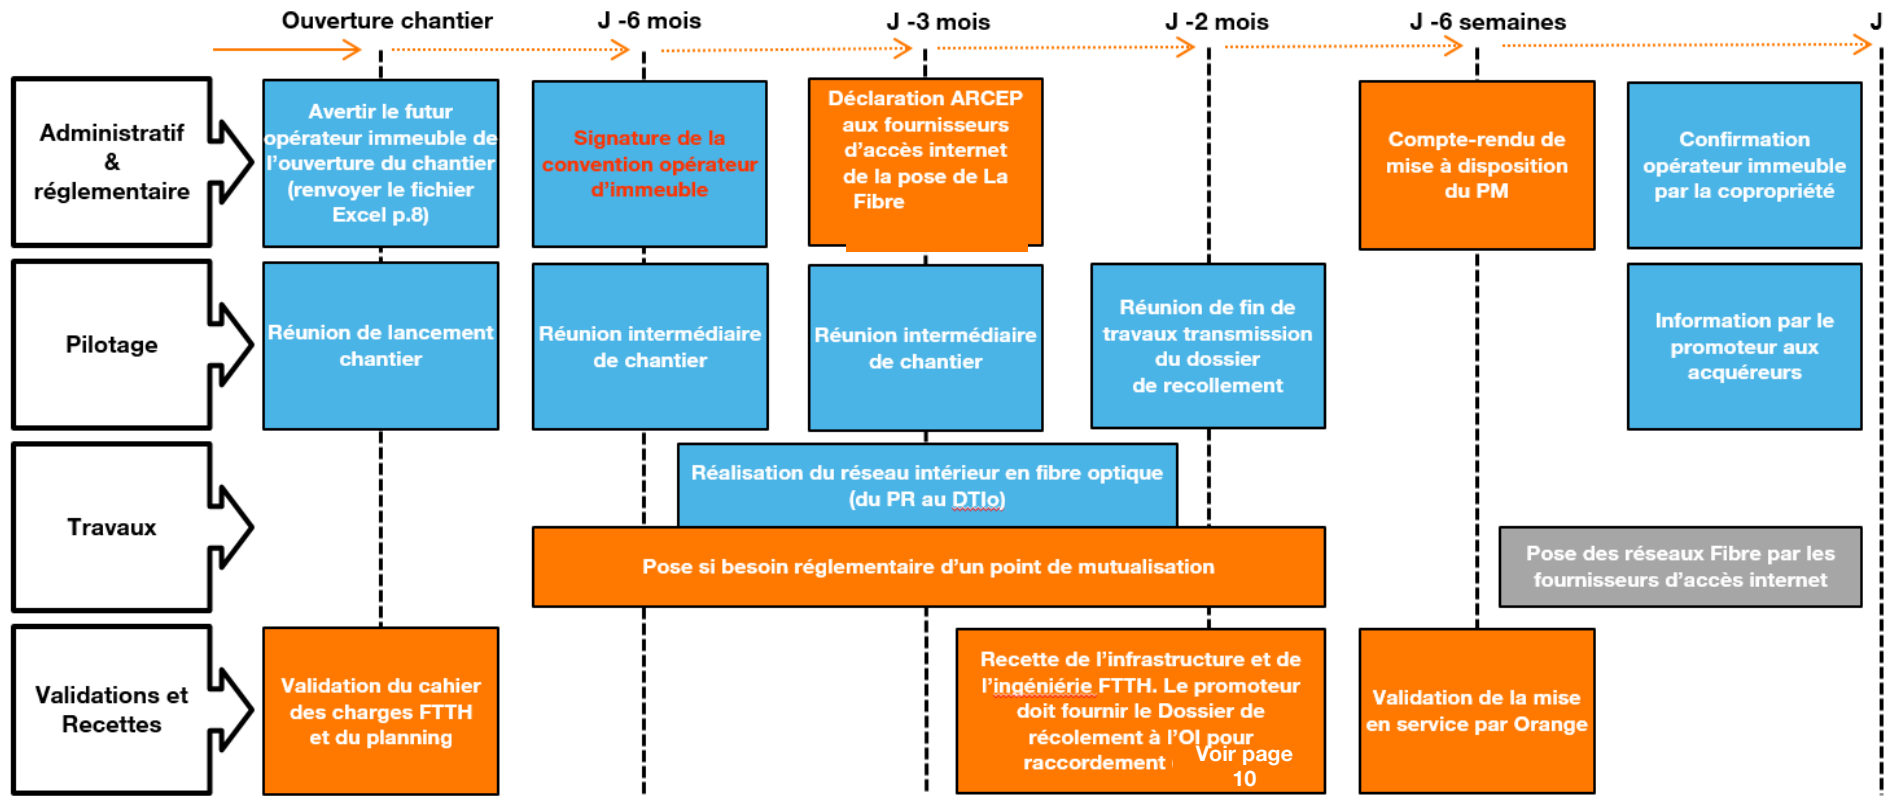 Ouverture chantier
J -6 mois
J -3 mois
J -2 mois
J -6 semaines
J
Administratif
&
réglementaire
Avertir le futur
opérateur immeuble de
l’ouverture du chantier
(renvoyer le fichier
Excel p.8)
Signature de la
convention opérateur
d’immeuble
Déclaration ARCEP
aux fournisseurs
d’accès internet
de la pose de La
Fibre
Compte-rendu de
mise à disposition
du PM
Confirmation
opérateur immeuble
par la copropriété
Pilotage
Réunion de lancement
chantier
Réunion intermédiaire
de chantier
Réunion intermédiaire
de chantier
Réunion de fin de
travaux transmission
du dossier
de recollement
Information par le
promoteur aux
acquéreurs
Travaux
Réalisation du réseau intérieur en fibre optique
(du PR au DTIo)
Pose si besoin réglementaire d’un point de mutualisation
Pose des réseaux Fibre par les
fournisseurs d’accès internet
Validations et
Recettes
Validation du cahier
des charges FTTH
et du planning
Recette de l’infrastructure et de
l’ingéniérie FTTH. Le promoteur
doit fournir le Dossier de
récolement à l’OI pour
raccordement
Voir page
10
Validation de la mise
en service par Orange